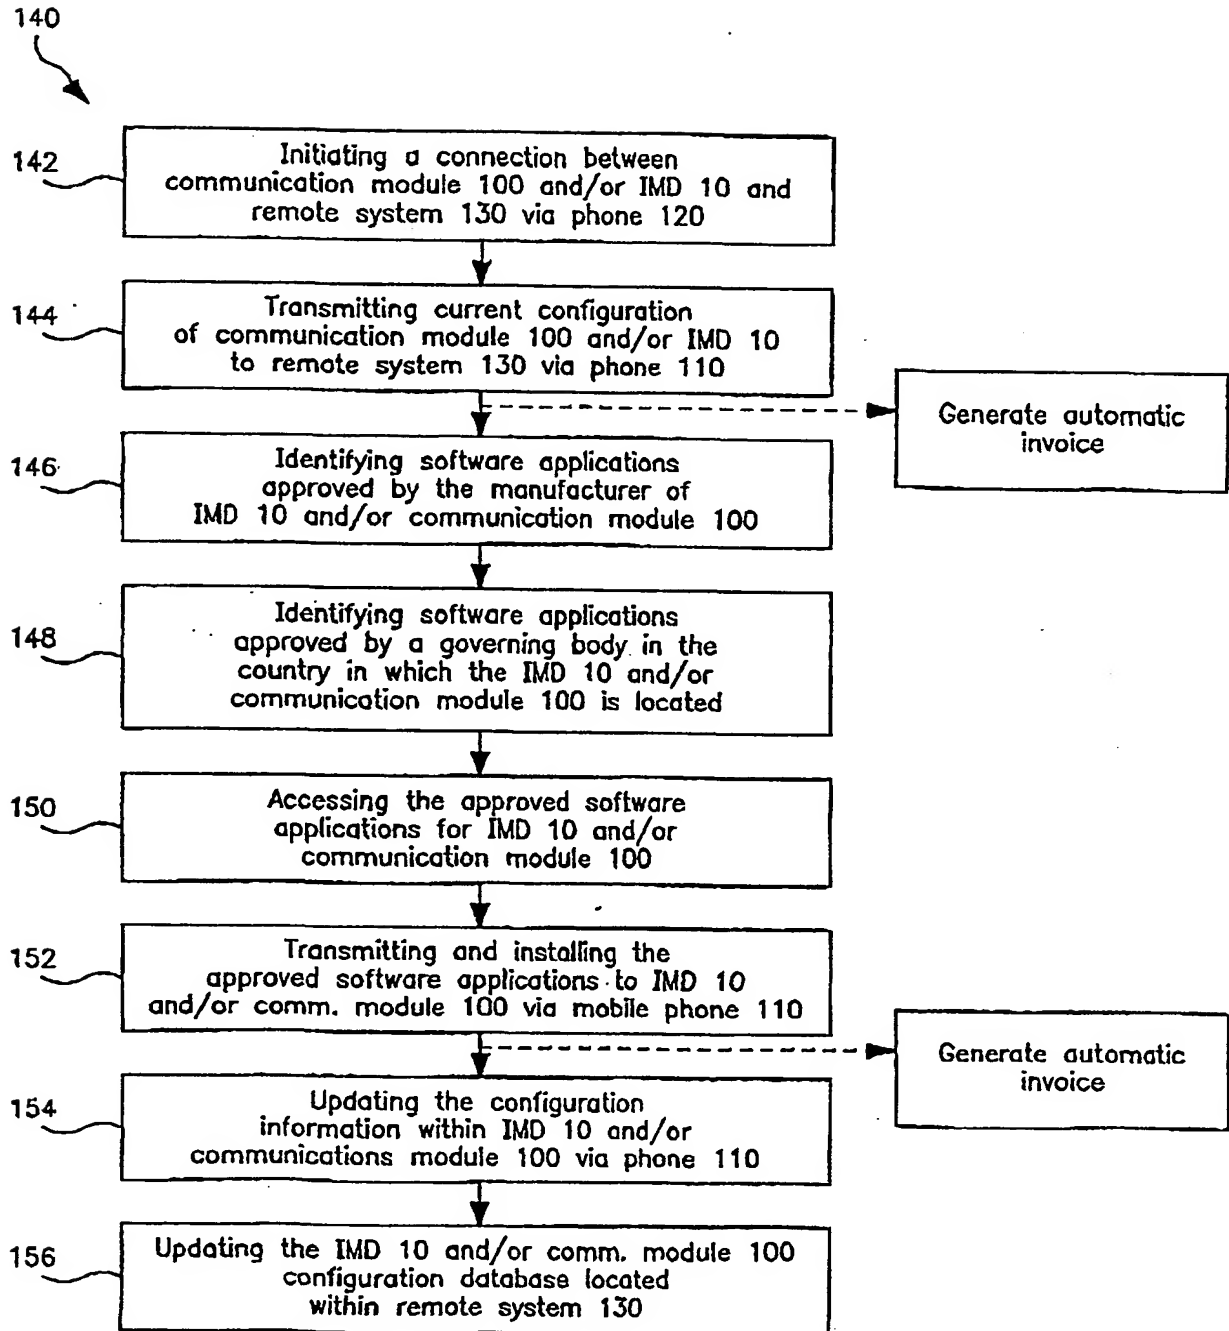 140
142
Initiating a connection between
communication module 100 and/or IMD 10 and
remote system 130 via phone 120
144
Transmitting current configuration
of communication module 100 and/or IMD 10
to remote system 130 via phone 110
Generate automatic
invoice
146
Identifying software applications
approved by the manufacturer of
IMD 10 and/or communication module 100
148
Identifying software applications
approved by a governing body in the
country in which the IMD 10 and/or
communication module 100 is located
150
Accessing the approved software
applications for IMD 10 and/or
communication module 100
152
Transmitting and installing the
approved software applications to IMD 10
and/or comm. module 100 via mobile phone 110
Generate automatic
invoice
154
Updating the configuration
information within IMD 10 and/or
communications module 100 via phone 110
156
Updating the IMD 10 and/or comm. module 100
configuration database located
within remote system 130